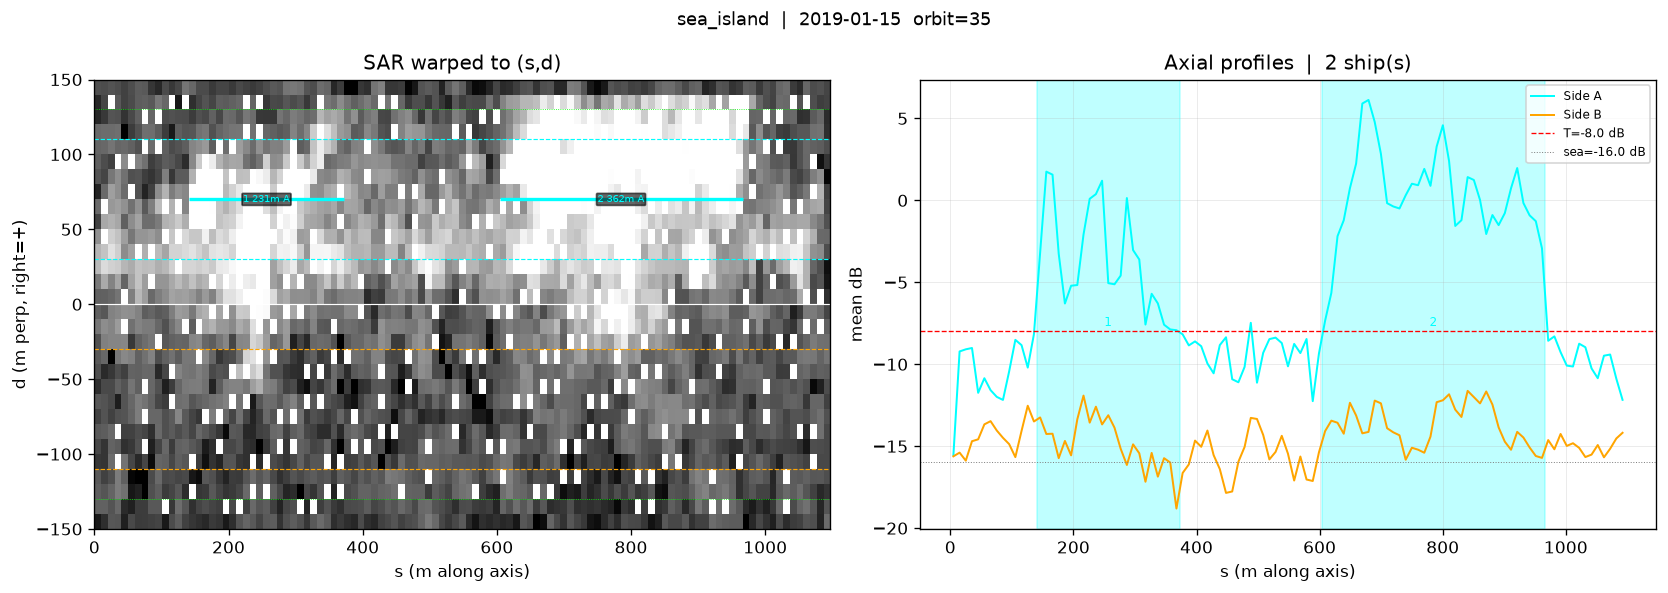 sea_island | 2019-01-15 orbit=35
SAR warped to (s,d)
150
100
50
0
−50
−100
−150
d (m perp, right=+)
1 231m A
2 362m A
0
200
400
600
800
1000
s (m along axis)
Axial profiles | 2 ship(s)
5
0
−5
−10
−15
−20
mean dB
1
2
Side A
Side B
T=-8.0 dB
sea=-16.0 dB
0
200
400
600
800
1000
s (m along axis)